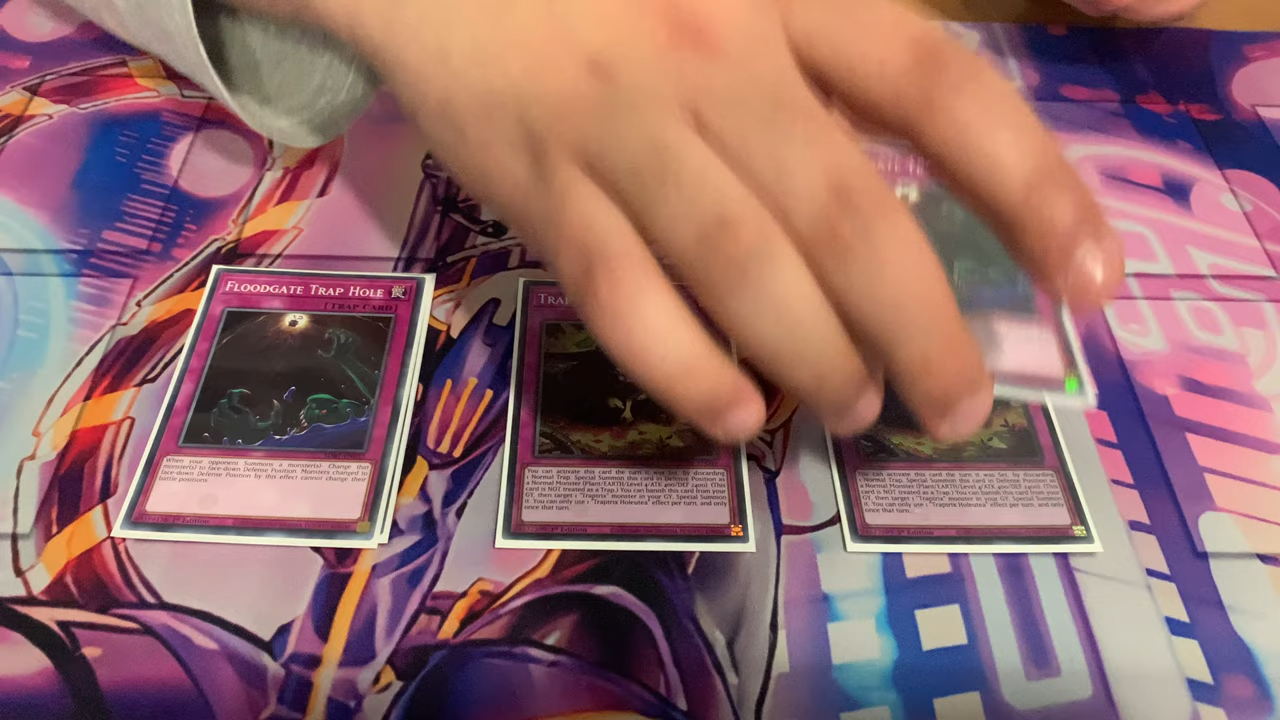 FLOODGATE TRAP HOLE
[TRAP CARD]
When your opponent Summons a monster(s): Change that
monster(s) to face-down Defense Position. Monsters changed to
face-down Defense Position by this effect cannot change their
battle positions.
1st Edition
TRA
You can activate this card the turn it was Set, by discarding
1 Normal Trap. Special Summon this card in Defense Position as
a Normal Monster (Plant/EARTH/Level 4/ATK 400/DEF 2400). (This
card is NOT treated as a Trap.) You can banish this card from your
GY, then target 1 "Traptrix" monster in your GY; Special Summon
it. You can only use 1 "Traptrix Holeutea" effect per turn, and only
once that turn.
1st Edition
You can activate this card the turn it was Set, by discarding
1 Normal Trap. Special Summon this card in Defense Position as
a Normal Monster (Plant/EARTH/Level 4/ATK 400/DEF 2400). (This
card is NOT treated as a Trap.) You can banish this card from your
GY, then target 1 "Traptrix" monster in your GY; Special Summon
it. You can only use 1 "Traptrix Holeutea" effect per turn, and only
once that turn.
1st Edition